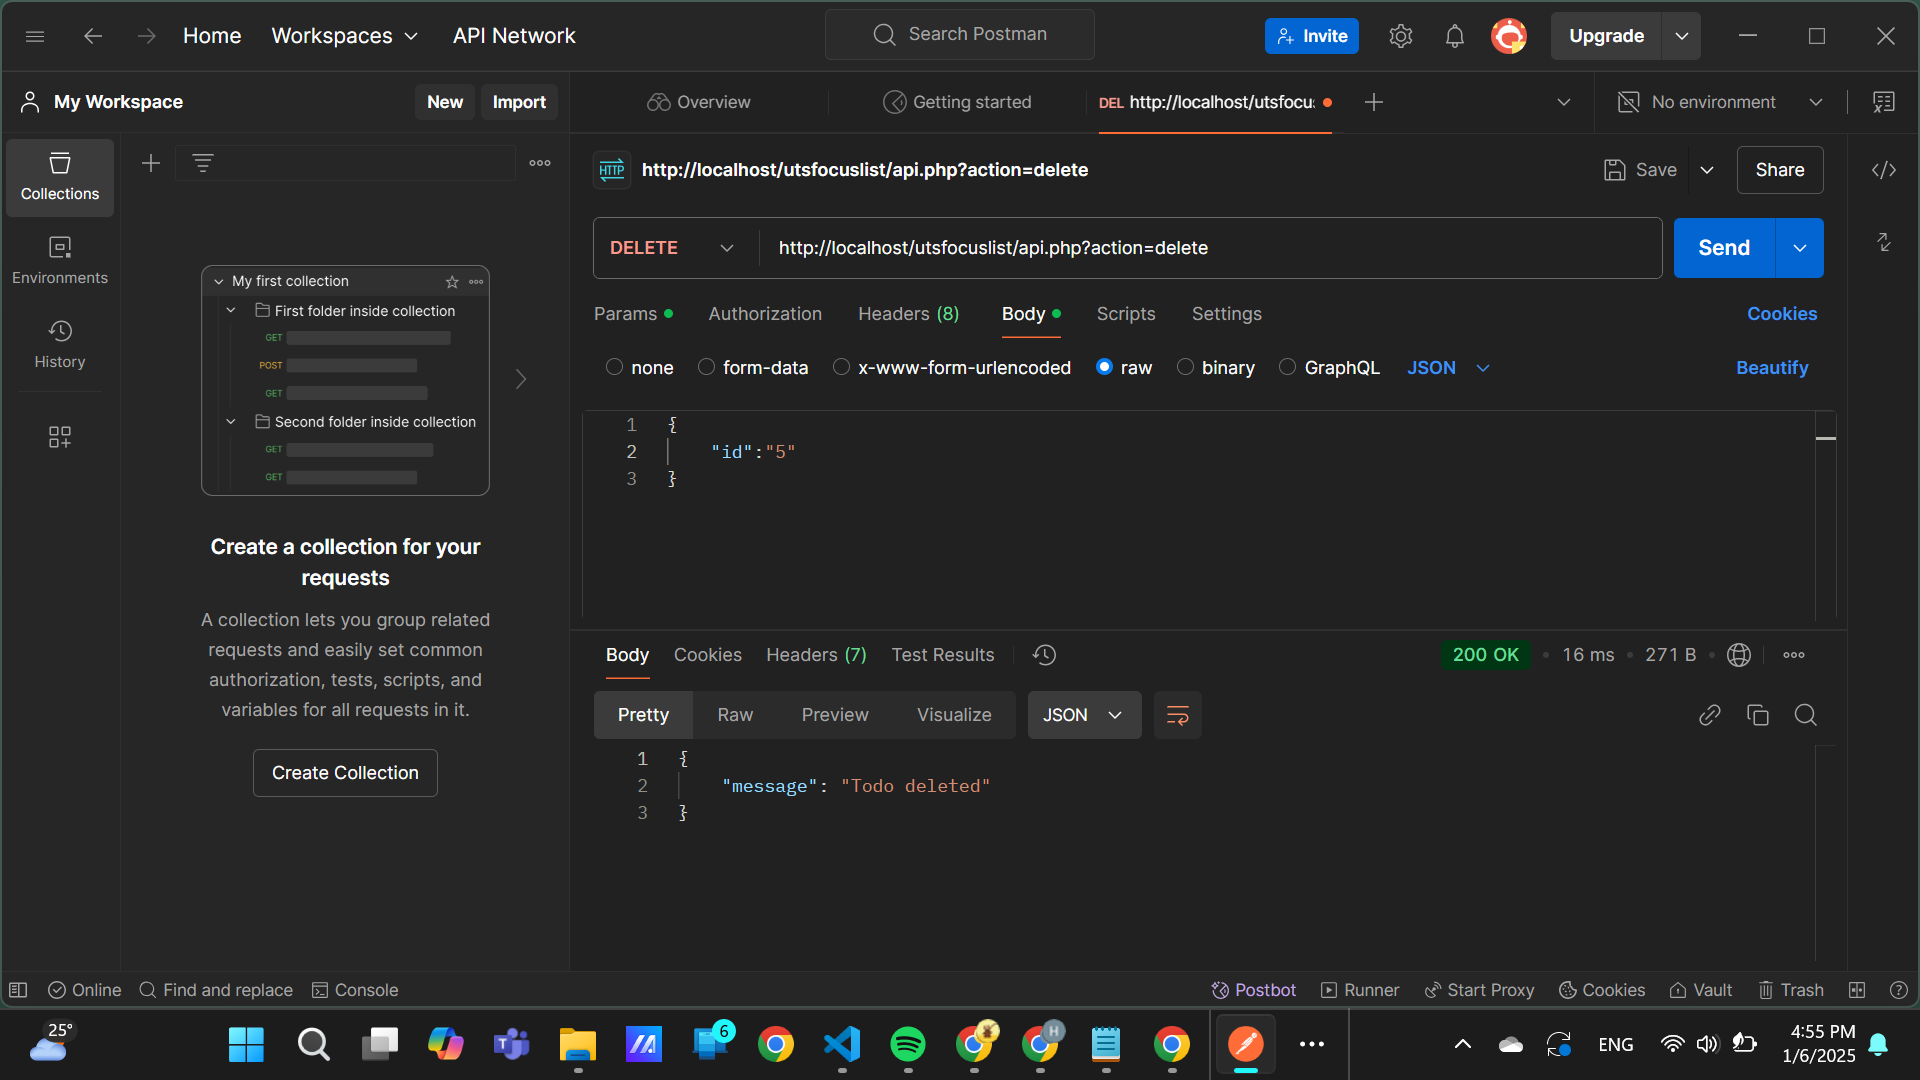 Home Workspaces API Network Search Postman Invite Upgrade
My Workspace New Import Overview Getting started DEL http://localhost/utsfocu: No environment
Collections
Environments
History
My first collection
First folder inside collection
GET
POST
GET
Second folder inside collection
GET
GET
Create a collection for your
requests
A collection lets you group related
requests and easily set common
authorization, tests, scripts, and
variables for all requests in it.
Create Collection
HTTP http://localhost/utsfocuslist/api.php?action=delete Save Share
DELETE http://localhost/utsfocuslist/api.php?action=delete Send
Params Authorization Headers (8) Body Scripts Settings Cookies
none form-data x-www-form-urlencoded raw binary GraphQL JSON Beautify
1 {
2 "id":"5"
3 }
Body Cookies Headers (7) Test Results 200 OK • 16 ms • 271 B •
Pretty Raw Preview Visualize JSON
1 {
2 "message": "Todo deleted"
3 }
Online Find and replace Console Postbot Runner Start Proxy Cookies Vault Trash
25° 6 H ENG 4:55 PM
1/6/2025